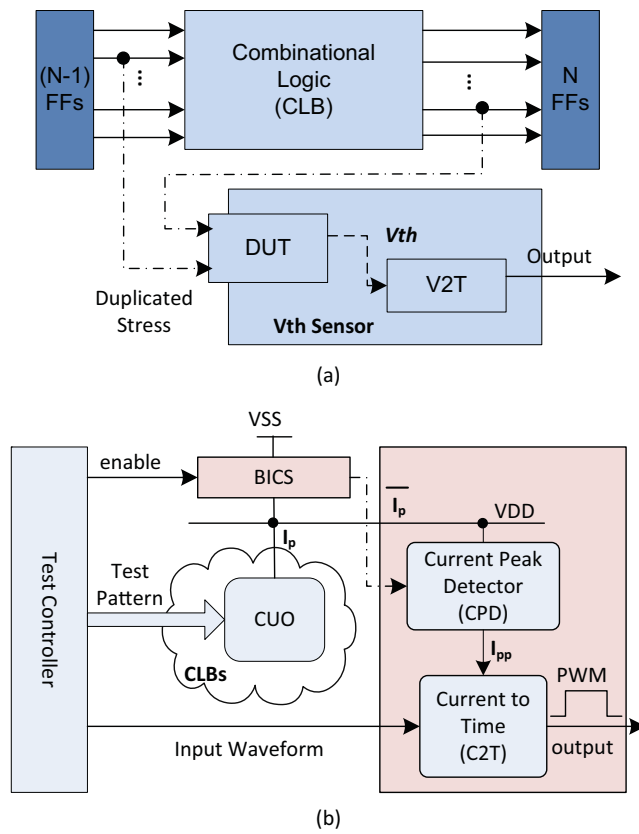 (N-1)
FFs
Combinational
Logic
(CLB)
N
FFs
...
...
DUT
Vth
V2T
Output
Duplicated
Stress
Vth Sensor
(a)
VSS
enable
BICS
Ip
Ip
VDD
Test Controller
Test
Pattern
CUO
CLBs
Current Peak
Detector
(CPD)
Ipp
PWM
Current to
Time
(C2T)
Input Waveform
output
(b)